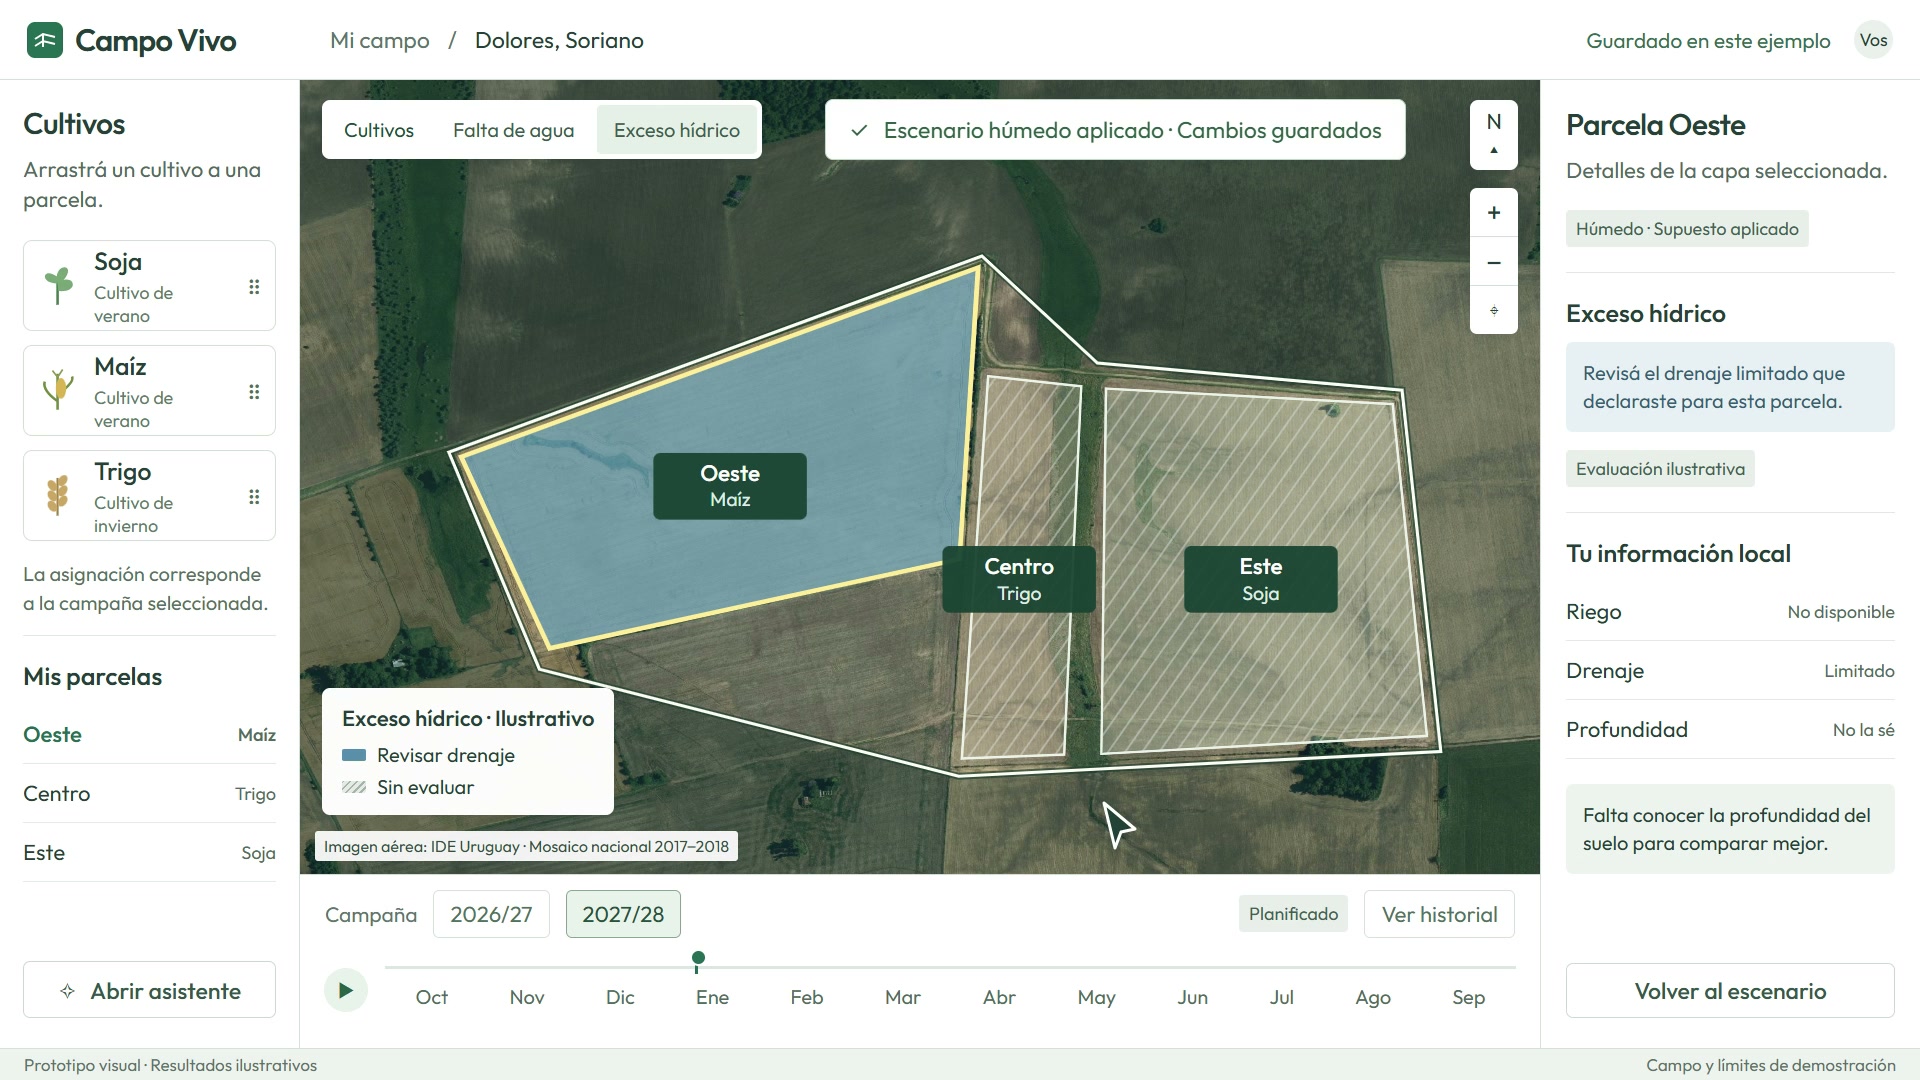 Campo Vivo
Mi campo / Dolores, Soriano
Guardado en este ejemplo
Vos
Cultivos
Arrastrá un cultivo a una
parcela.
Soja
Cultivo de
verano
Maíz
Cultivo de
verano
Trigo
Cultivo de
invierno
La asignación corresponde
a la campaña seleccionada.
Mis parcelas
Oeste Maíz
Centro Trigo
Este Soja
Abrir asistente
Cultivos Falta de agua Exceso hídrico
✓ Escenario húmedo aplicado · Cambios guardados
N
+
−
Oeste
Maíz
Centro
Trigo
Este
Soja
Exceso hídrico · Ilustrativo
Revisar drenaje
Sin evaluar
Imagen aérea: IDE Uruguay · Mosaico nacional 2017–2018
Campaña 2026/27 2027/28
Planificado
Ver historial
Oct Nov Dic Ene Feb Mar Abr May Jun Jul Ago Sep
Parcela Oeste
Detalles de la capa seleccionada.
Húmedo · Supuesto aplicado
Exceso hídrico
Revisá el drenaje limitado que
declaraste para esta parcela.
Evaluación ilustrativa
Tu información local
Riego No disponible
Drenaje Limitado
Profundidad No la sé
Falta conocer la profundidad del
suelo para comparar mejor.
Volver al escenario
Prototipo visual · Resultados ilustrativos
Campo y límites de demostración